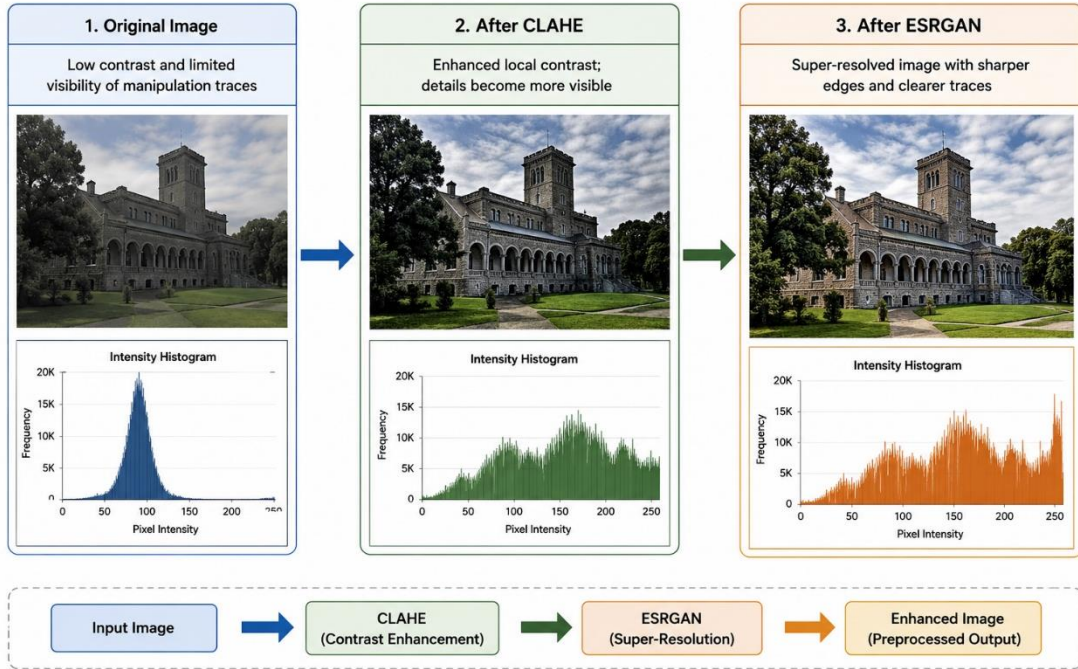 1. Original Image
Low contrast and limited
visibility of manipulation traces
Intensity Histogram
20K
15K
10K
5K
0
Frequency
0
50
100
150
200
250
Pixel Intensity
2. After CLAHE
Enhanced local contrast;
details become more visible
Intensity Histogram
20K
15K
10K
5K
0
Frequency
0
50
100
150
200
250
Pixel Intensity
3. After ESRGAN
Super-resolved image with sharper
edges and clearer traces
Intensity Histogram
20K
15K
10K
5K
0
Frequency
0
50
100
150
200
250
Pixel Intensity
Input Image
CLAHE
(Contrast Enhancement)
ESRGAN
(Super-Resolution)
Enhanced Image
(Preprocessed Output)